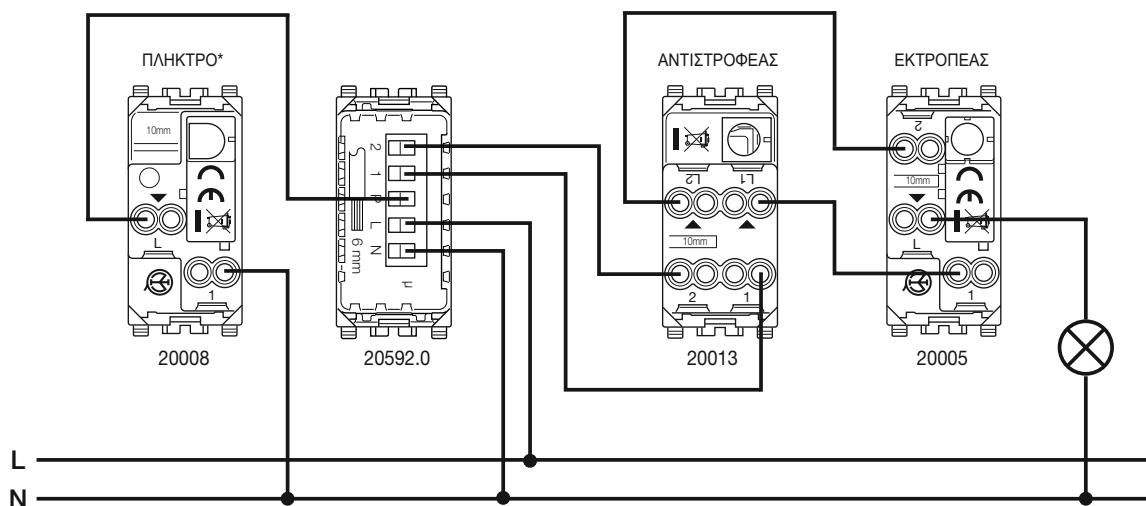 ΠΛΗΚΤΡΟ*
ΑΝΤΙΣΤΡΟΦΕΑΣ
ΕΚΤΡΟΠΕΑΣ
10mm
L
1
2
1
P
L
N
6 mm
µ
L2
L1
10mm
2
1
2
10mm
L
1
20008
20592.0
20013
20005
L
N